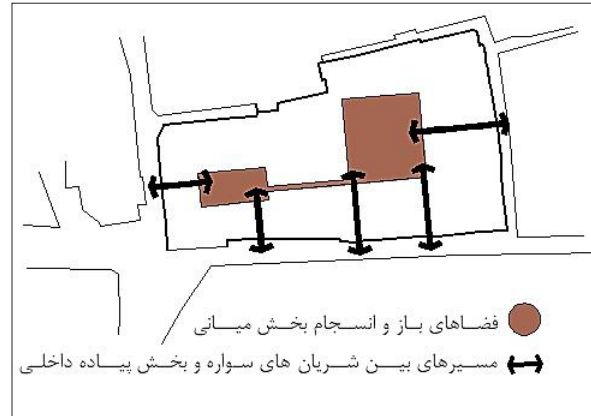 فضاهای باز و انسجام بخش میانی
مسیرهای بین شریان های سواره و بخش پیاده داخلی